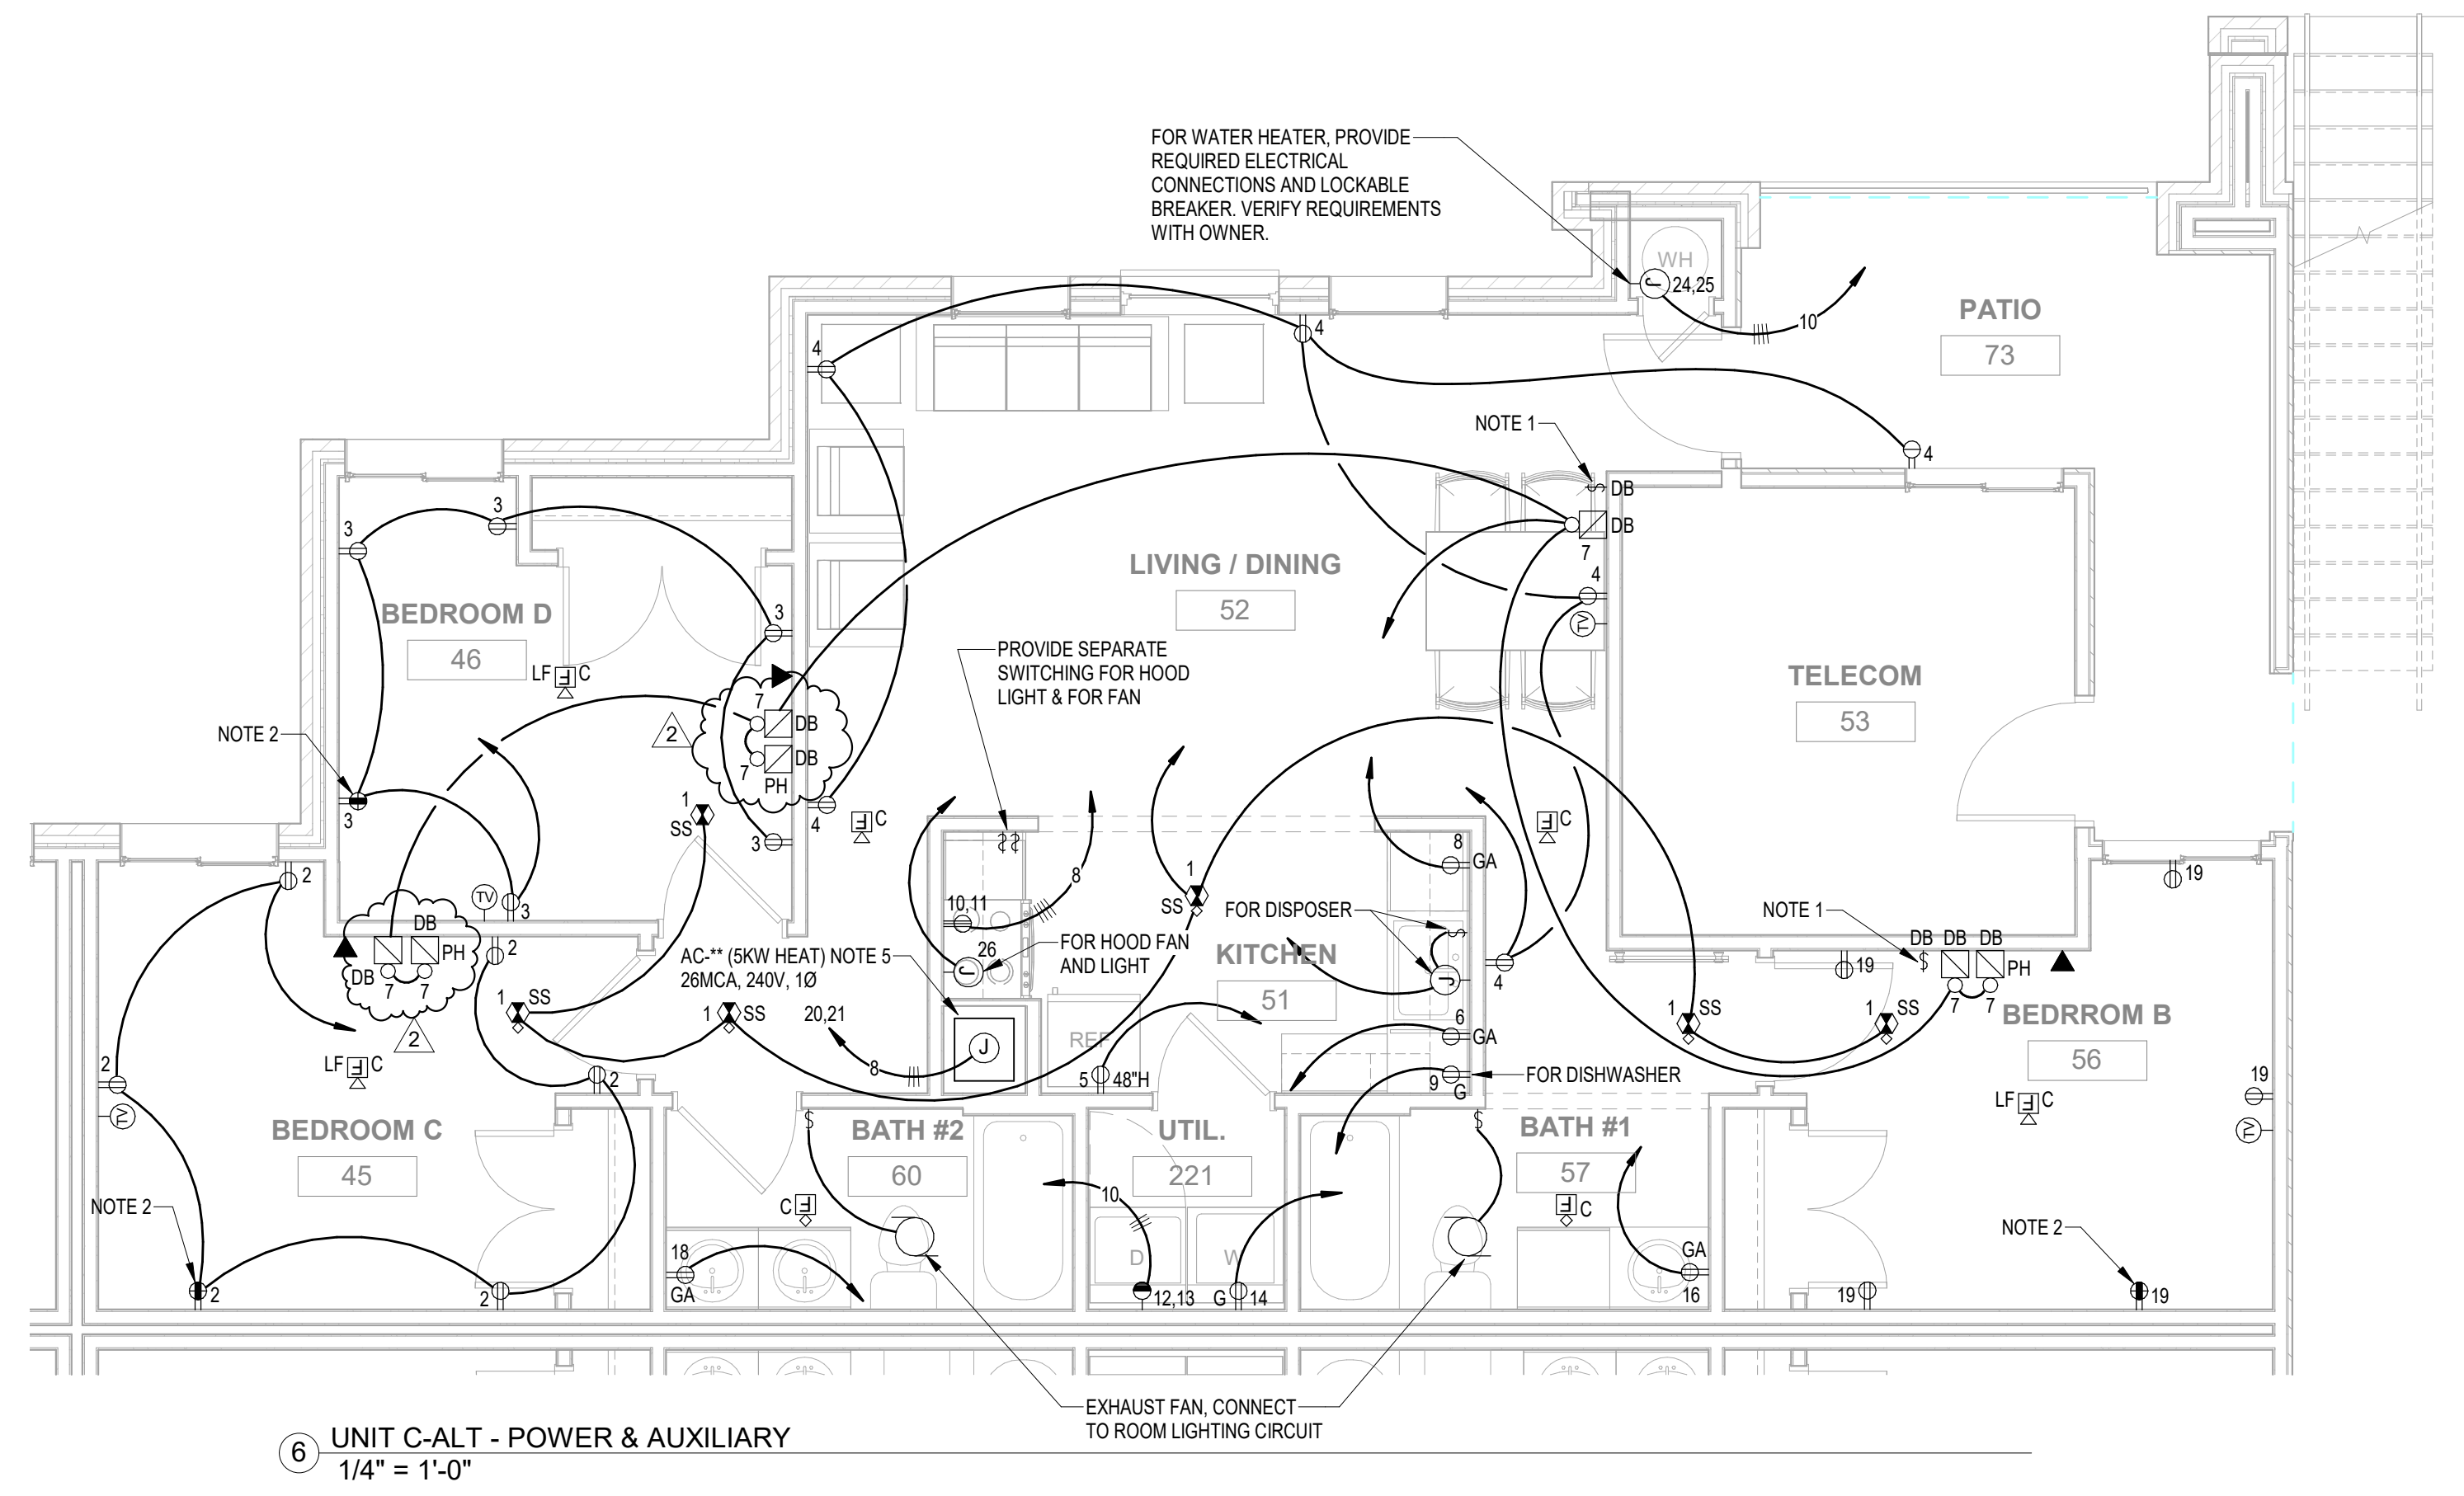 FOR WATER HEATER, PROVIDE
REQUIRED ELECTRICAL
CONNECTIONS AND LOCKABLE
BREAKER. VERIFY REQUIREMENTS
WITH OWNER.
WH
J
24,25
10
PATIO
73
4
4
4
NOTE 1
DB
DB
7
4
TV
LIVING / DINING
52
TELECOM
53
3
3
3
BEDROOM D
46
LF F C
PROVIDE SEPARATE
SWITCHING FOR HOOD
LIGHT & FOR FAN
NOTE 2
3
2
7
DB
7
DB
PH
1
SS
3
4
F C
8
10,11
26
J
FOR HOOD FAN
AND LIGHT
1
SS
8
GA
F C
FOR DISPOSER
J
KITCHEN
51
4
6
GA
9
G
FOR DISHWASHER
REF
5
48"H
AC-** (5KW HEAT) NOTE 5
26MCA, 240V, 1Ø
20,21
8
J
1
SS
1
SS
2
TV
3
DB
DB
PH
7
7
2
2
2
LF F C
2
TV
BEDROOM C
45
NOTE 2
2
2
19
NOTE 1
DB
DB
DB
PH
7
7
19
1
SS
1
SS
BEDRROM B
56
LF F C
19
TV
NOTE 2
19
19
BATH #2
60
C F
18
GA
UTIL.
221
10
D
W
12,13
G
14
BATH #1
57
F C
GA
16
EXHAUST FAN, CONNECT
TO ROOM LIGHTING CIRCUIT
6
UNIT C-ALT - POWER & AUXILIARY
1/4" = 1'-0"